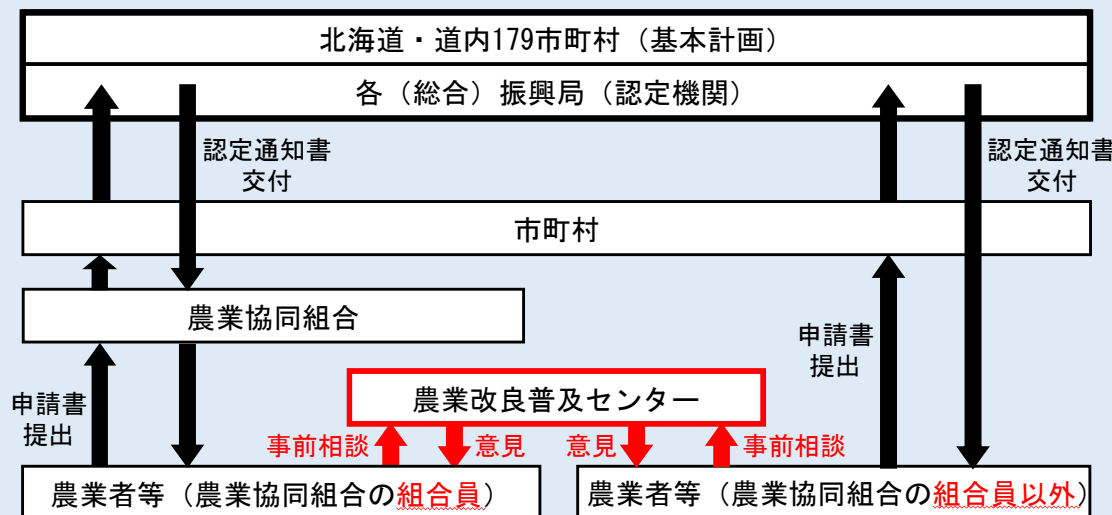 北海道・道内179市町村（基本計画）
各（総合）振興局（認定機関）
認定通知書
交付
認定通知書
交付
市町村
農業協同組合
申請書
提出
農業改良普及センター
申請書
提出
事前相談
意見
意見
事前相談
農業者等（農業協同組合の組合員）
農業者等（農業協同組合の組合員以外）